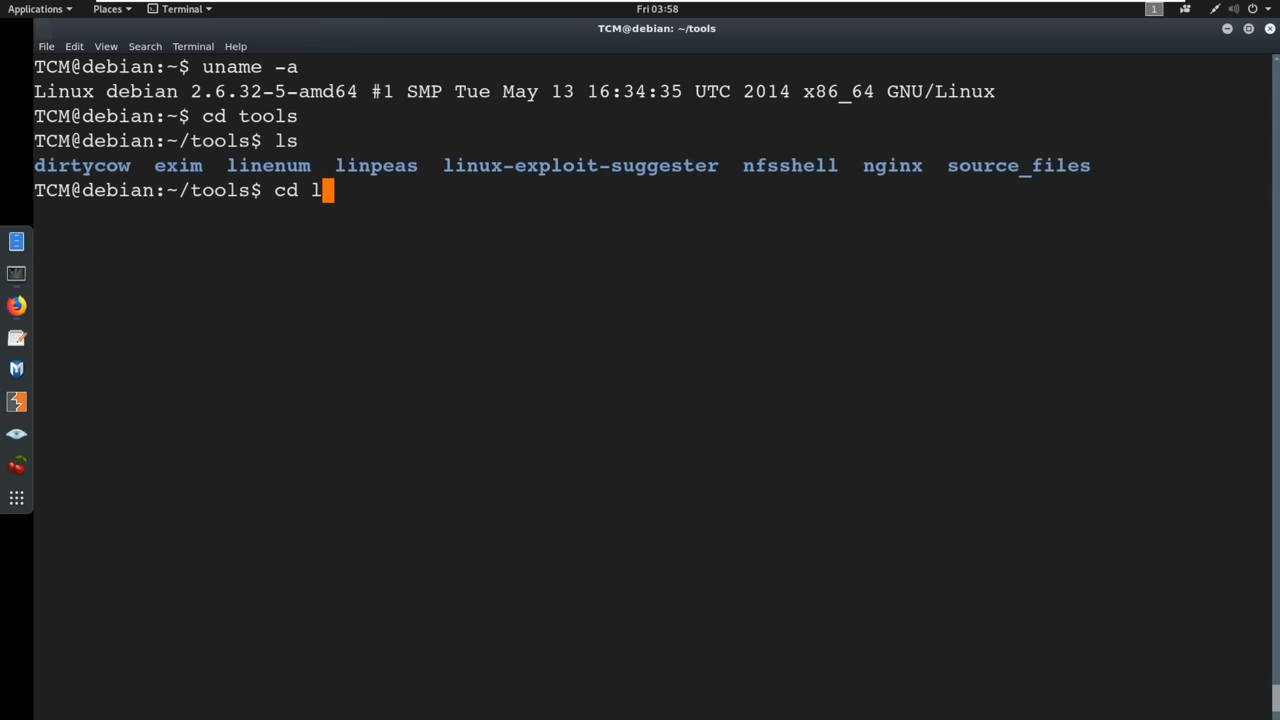 Applications Places Terminal Fri 03:58 1
TCM@debian: ~/tools
File Edit View Search Terminal Help
TCM@debian:~$ uname -a
Linux debian 2.6.32-5-amd64 #1 SMP Tue May 13 16:34:35 UTC 2014 x86_64 GNU/Linux
TCM@debian:~$ cd tools
TCM@debian:~/tools$ ls
dirtycow exim linenum linpeas linux-exploit-suggester nfsshell nginx source_files
TCM@debian:~/tools$ cd l